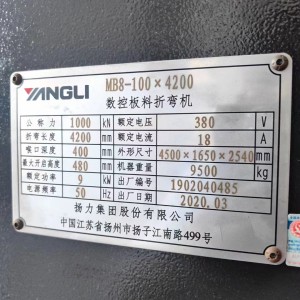 YANGLI
MB8-100×4200
数控板料折弯机
公称力 1000 kN 额定电压 380 V
折弯长度 4200 mm 额定电流 18 A
喉口深度 400 mm 外形尺寸 4500×1650×2540 mm
最大开启高度 480 mm 机器重量 9500 kg
额定功率 9 kW 出厂编号 1902040485
电源频率 50 Hz 出厂日期 2020.03
扬力集团股份有限公司
中国江苏省扬州市扬子江南路499号